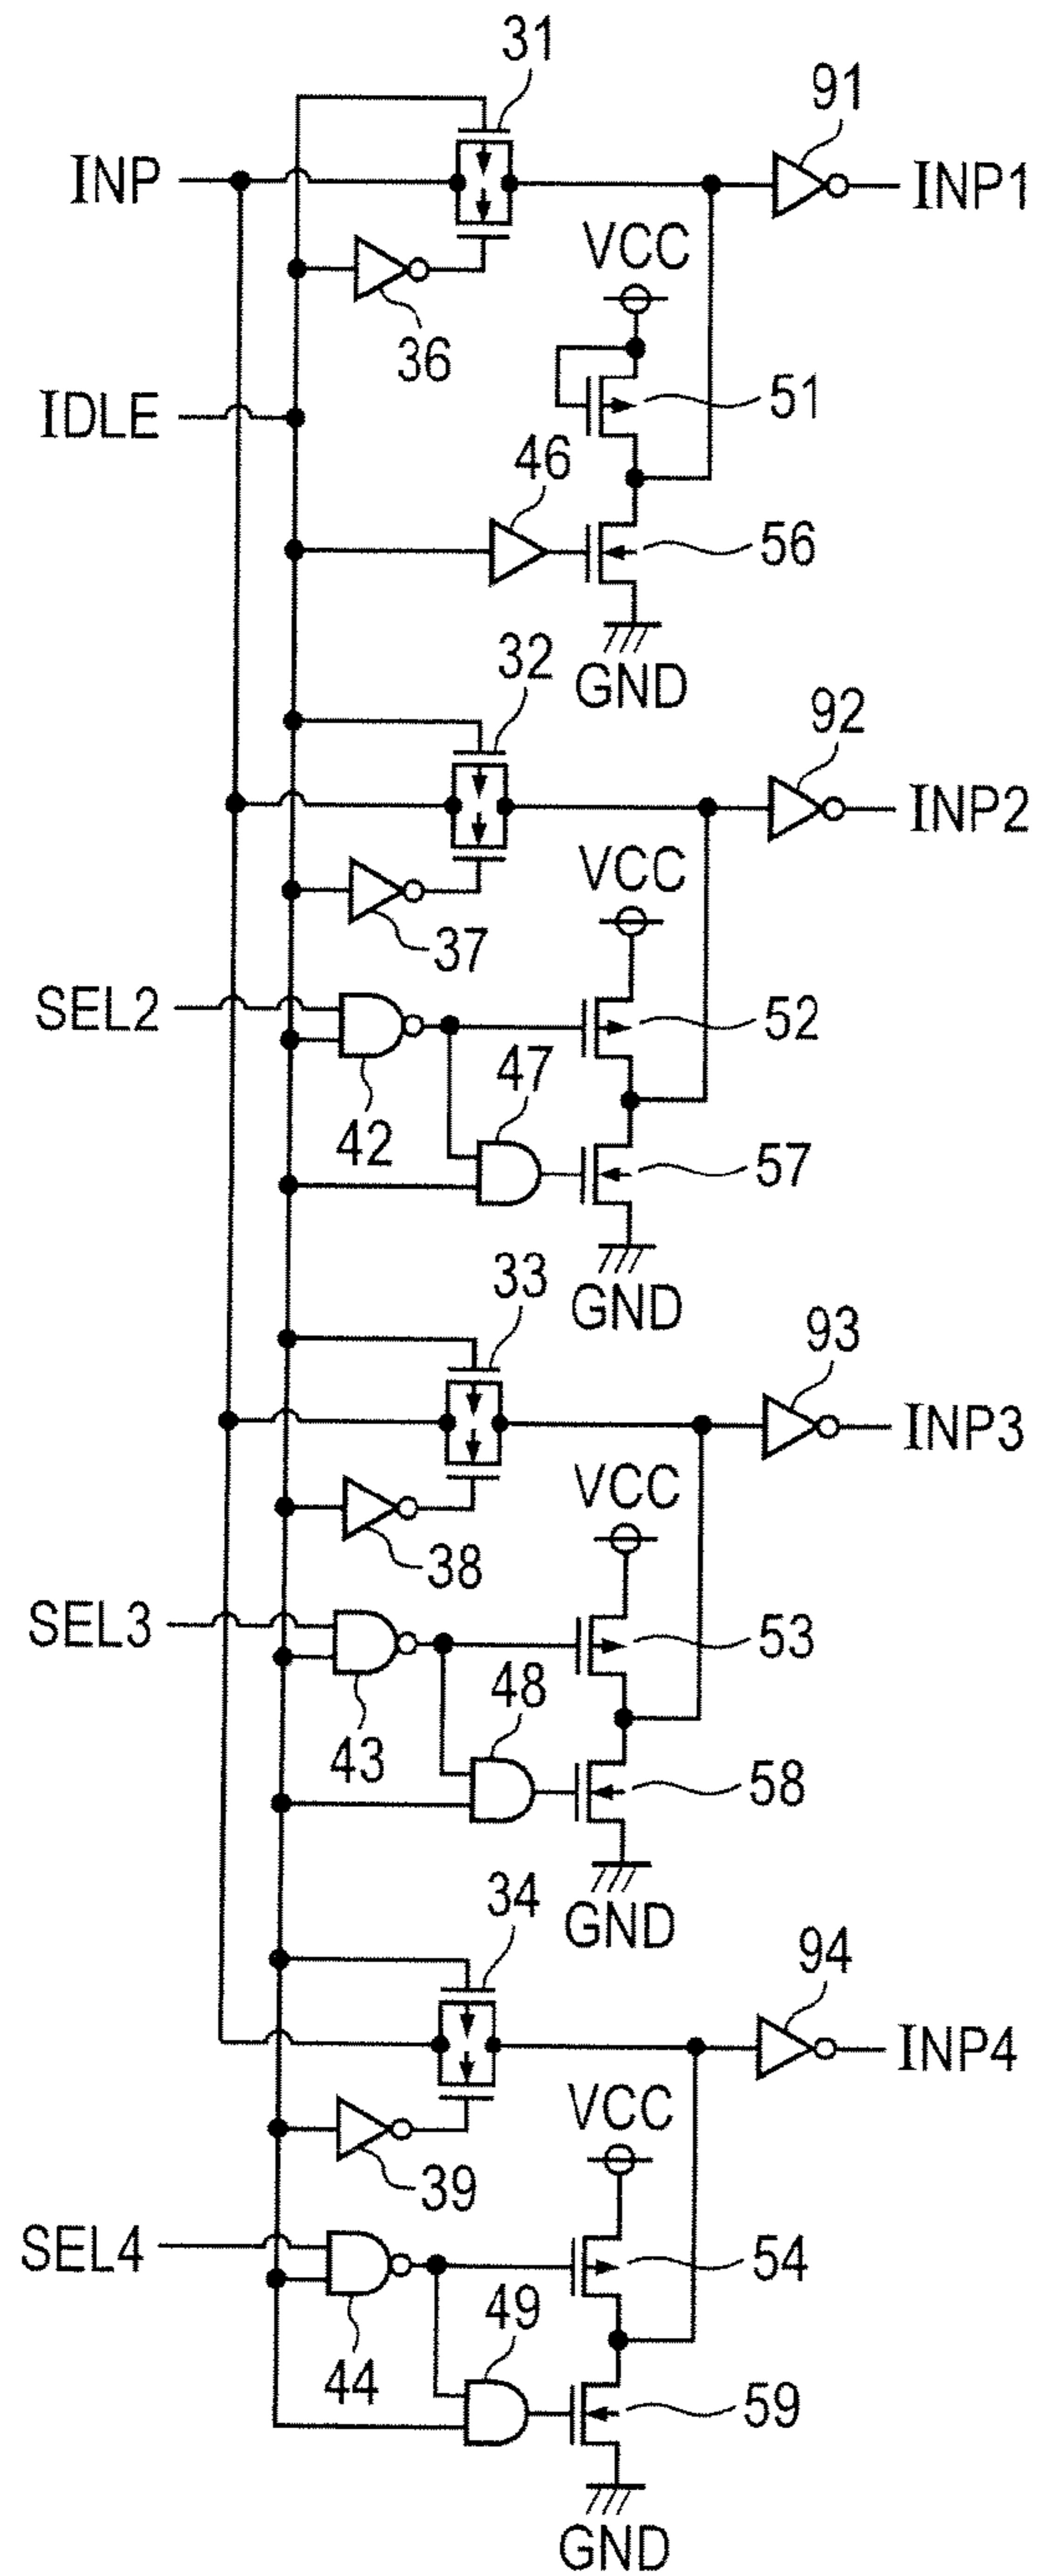 31
91
INP
INP1
VCC
36
51
IDLE
46
56
GND
32
92
INP2
VCC
37
SEL2
52
47
42
57
GND
33
93
INP3
VCC
38
SEL3
53
48
43
58
GND
34
94
INP4
VCC
39
SEL4
54
49
44
59
GND